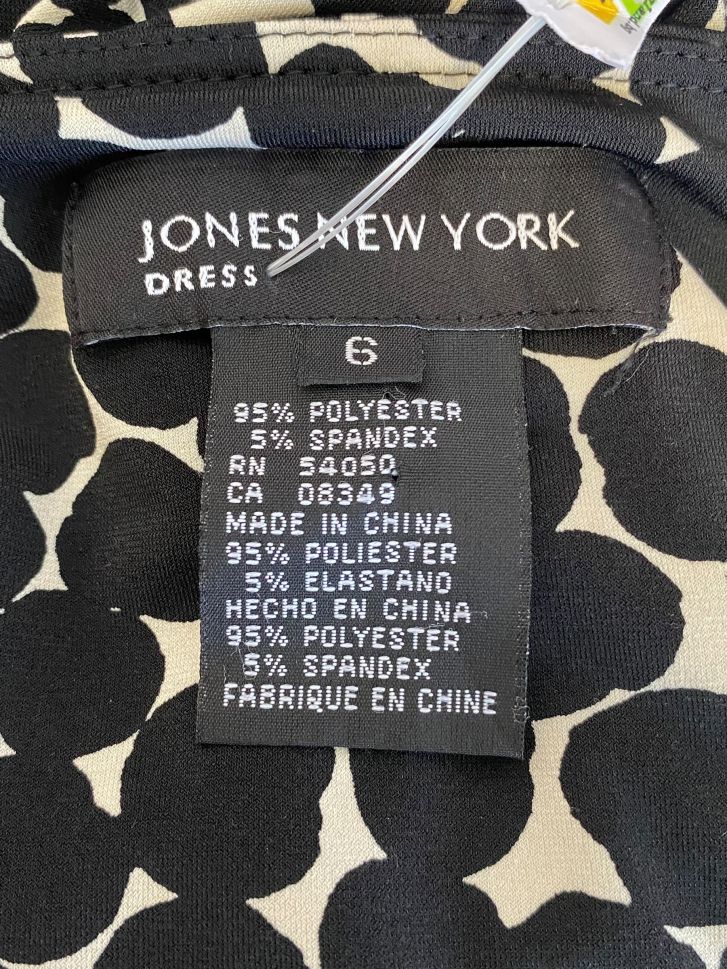 JONES NEW YORK
DRESS
6
95% POLYESTER
5% SPANDEX
RN 54050
CA 08349
MADE IN CHINA
95% POLIESTER
5% ELASTANO
HECHO EN CHINA
95% POLYESTER
5% SPANDEX
FABRIQUE EN CHINE